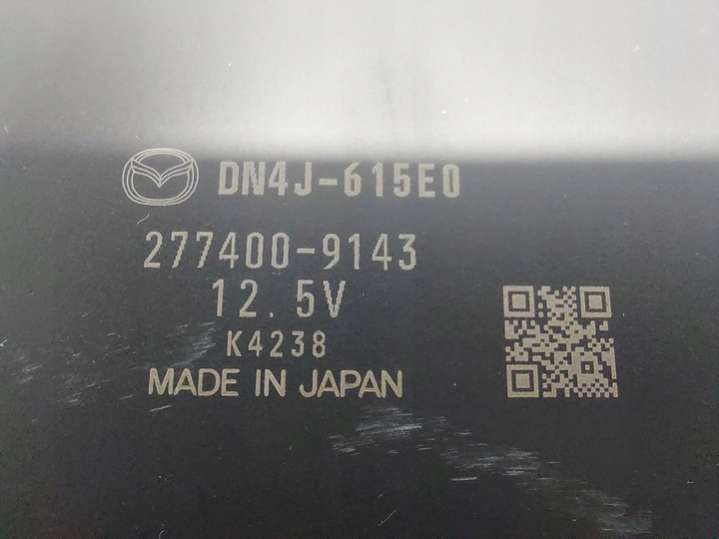 DN4J-615E0
277400-9143
12.5V
K4238
MADE IN JAPAN